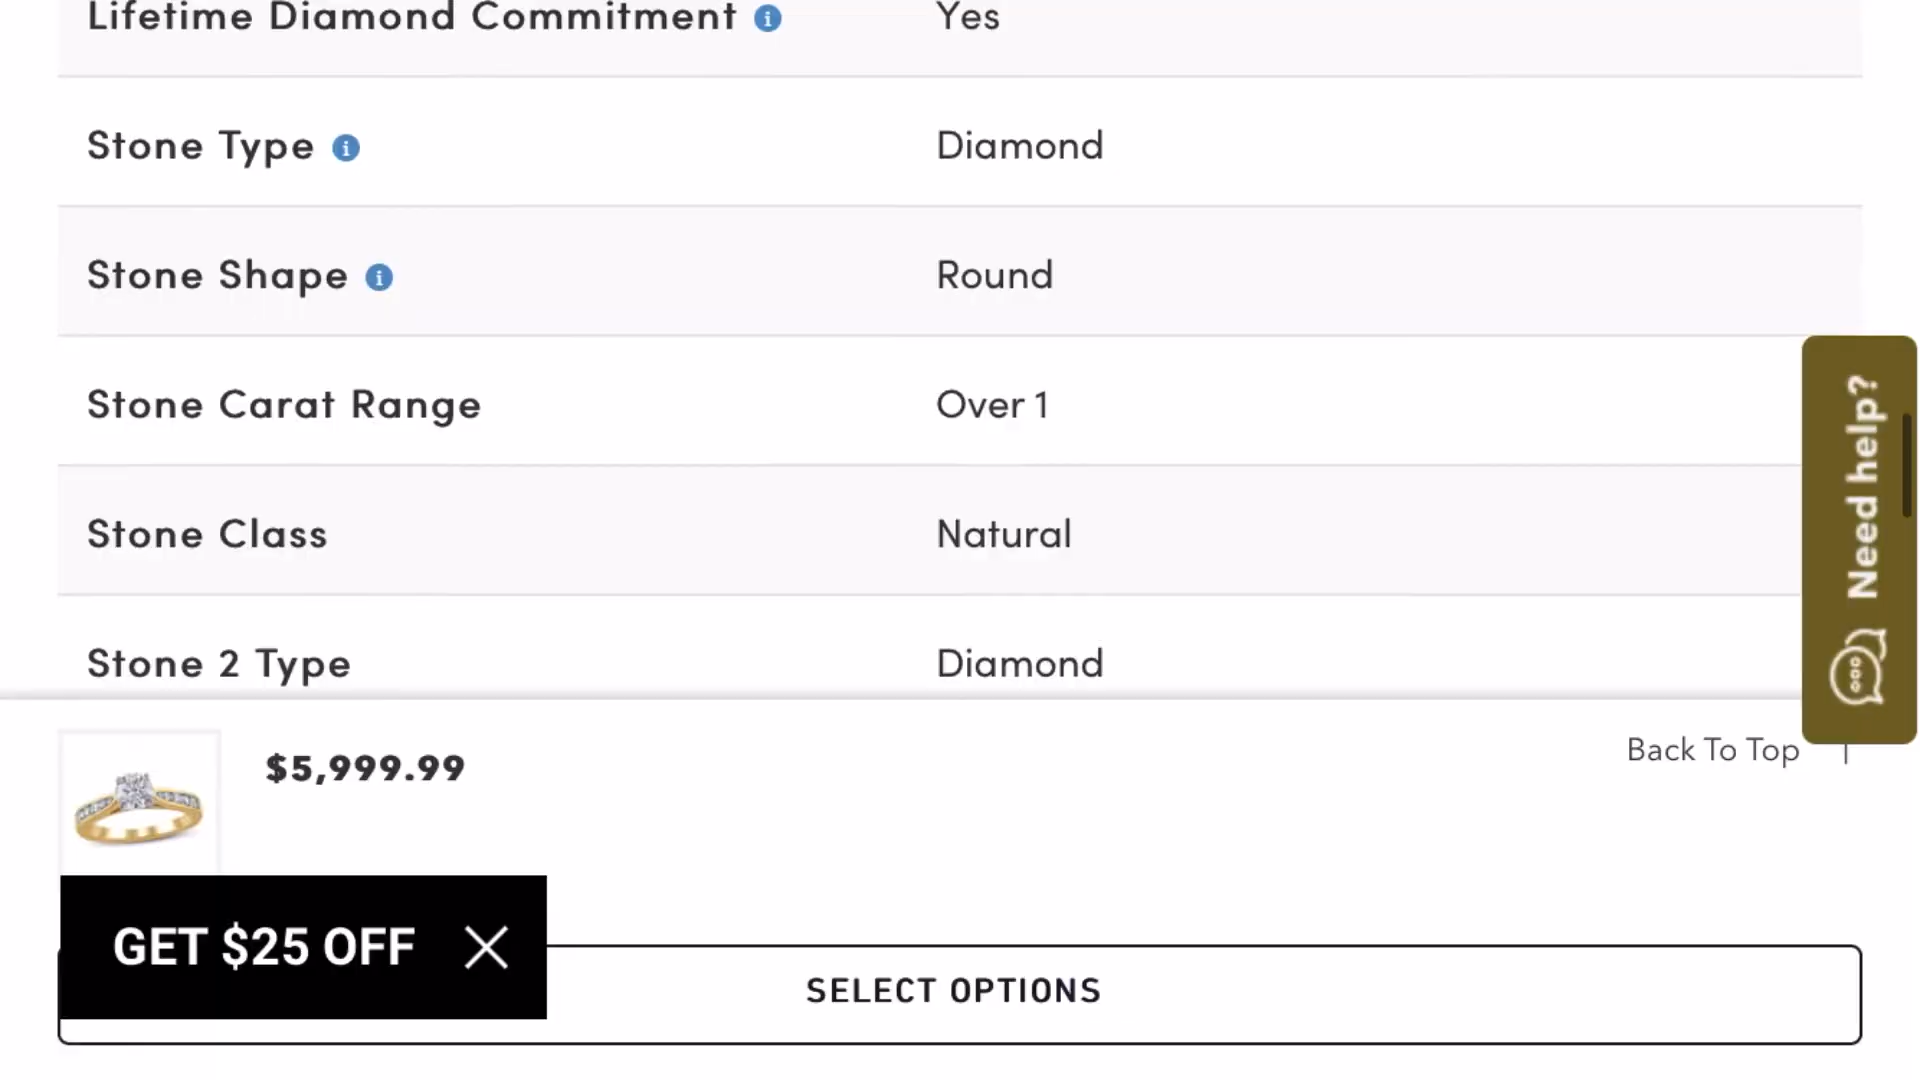 Lifetime Diamond Commitment Yes
Stone Type Diamond
Stone Shape Round
Stone Carat Range Over 1
Stone Class Natural
Stone 2 Type Diamond
Need help?
$5,999.99
Back To Top
GET $25 OFF
SELECT OPTIONS